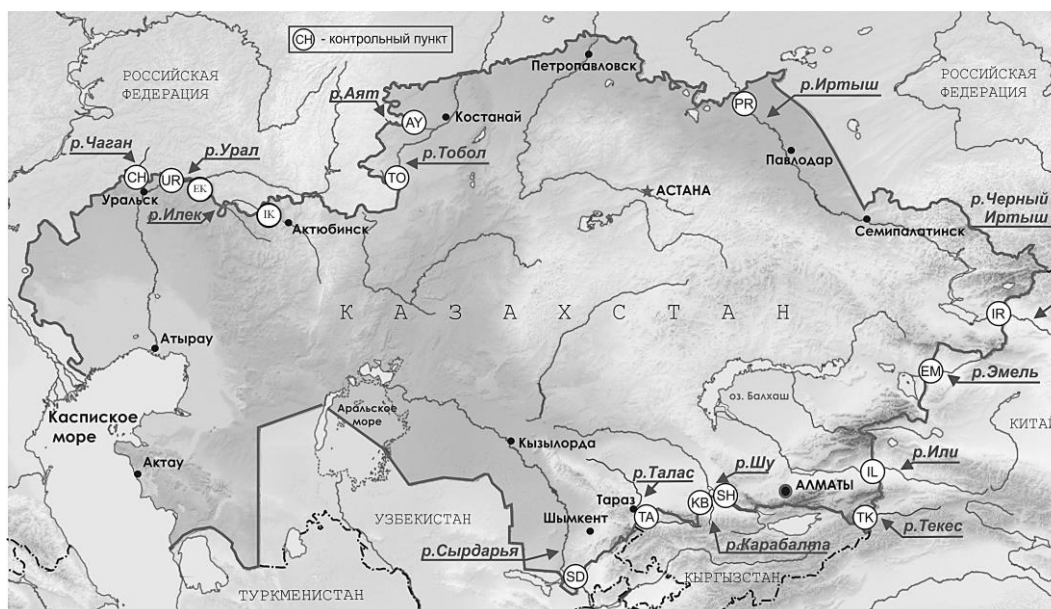 CH - контрольный пункт
РОССИЙСКАЯ
ФЕДЕРАЦИЯ
РОССИЙСКАЯ
ФЕДЕРАЦИЯ
Петропавловск
р.Аят
AY
Костанай
PR
р.Иртыш
р.Чаган
р.Урал
р.Тобол
Павлодар
CH
UR
EK
TO
Уральск
р.Илек
IK
Актюбинск
АСТАНА
р.Черный
Иртыш
Семипалатинск
КАЗАХСТАН
IR
Атырау
EM
р.Эмель
Каспиское
море
Аральское
море
оз. Балхаш
КИТАЙ
Кызылорда
Актау
р.Талас
р.Шу
р.Или
IL
АЛМАТЫ
Тараз
KB
SH
УЗБЕКИСТАН
Шымкент
TA
TK
р.Текес
р.Сырдарья
р.Карабалта
SD
КЫРГЫЗСТАН
ТУРКМЕНИСТАН